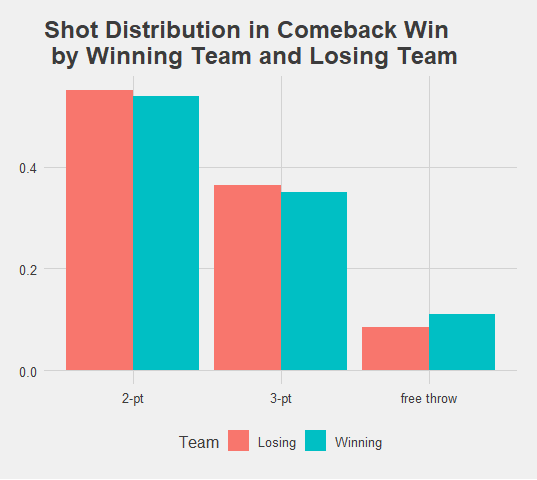 Shot Distribution in Comeback Win
by Winning Team and Losing Team
0.4
0.2
0.0
2-pt 3-pt free throw
Team Losing Winning